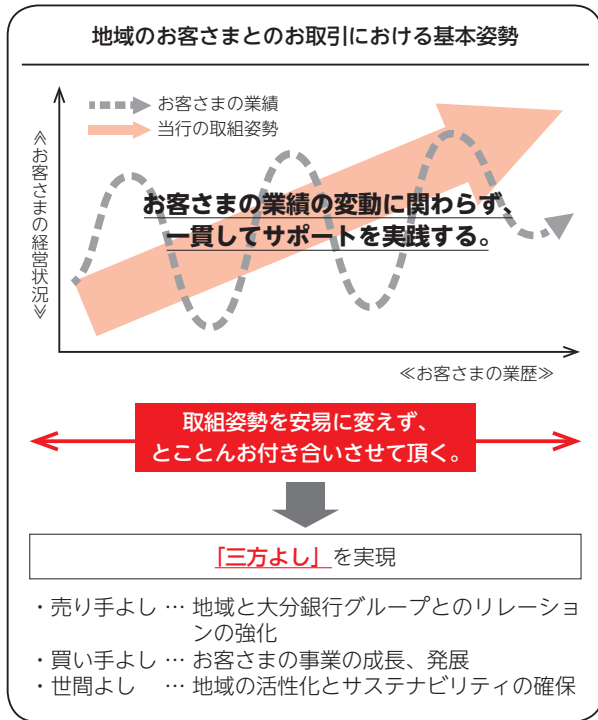 地域のお客さまとのお取引における基本姿勢
お客さまの業績
当行の取組姿勢
≪お客さまの経営状況≫
お客さまの業績の変動に関わらず、
一貫してサポートを実践する。
≪お客さまの業歴≫
取組姿勢を安易に変えず、
とことんお付き合いさせて頂く。
「三方よし」を実現
・売り手よし … 地域と大分銀行グループとのリレーショ
ンの強化
・買い手よし … お客さまの事業の成長、発展
・世間よし … 地域の活性化とサステナビリティの確保